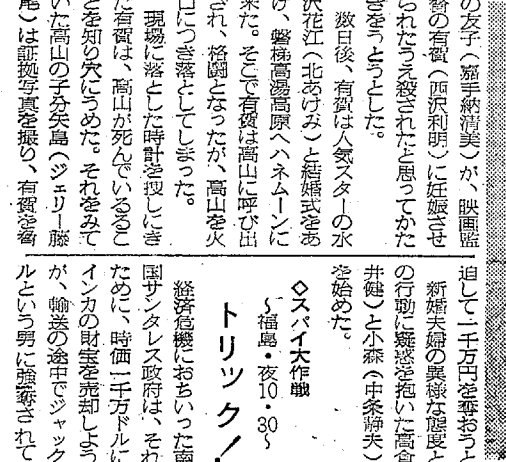 の友子(嘉手納清美)が、映画監
督の有賀(西沢利明)に妊娠させ
られたうえ殺されたと思ってかた
きをうとうとした。
数日後、有賀は人気スターの水
沢花江(北あけみ)と結婚式をあ
げ、磐梯高湯高原へハネムーンに
来た。そこで有賀は高山に呼び出
され、格闘となったが、高山を火
口につき落としてしまった。
現場に落とした時計を捜しにき
た有賀は、高山が死んでいるるこ
とを知り穴にうめた。それをみて
いた高山の子分矢島(ジェリー藤
尾)は証拠写真を撮り、有賀を脅
迫して一千万円を奪おうと
新婚夫婦の異様な態度と
の行動に疑惑を抱いた高倉
井健)と小森(中条静夫)
を始めた。
◇スパイ大作戦
〜福島・夜10・30〜
トリック/
経済危機におちいった南
国サンタレス政府は、それ
ために、時価一千万ドルに
インカの財宝を売却しよう
が、輸送の途中でジャック
ルという男に強奪されて